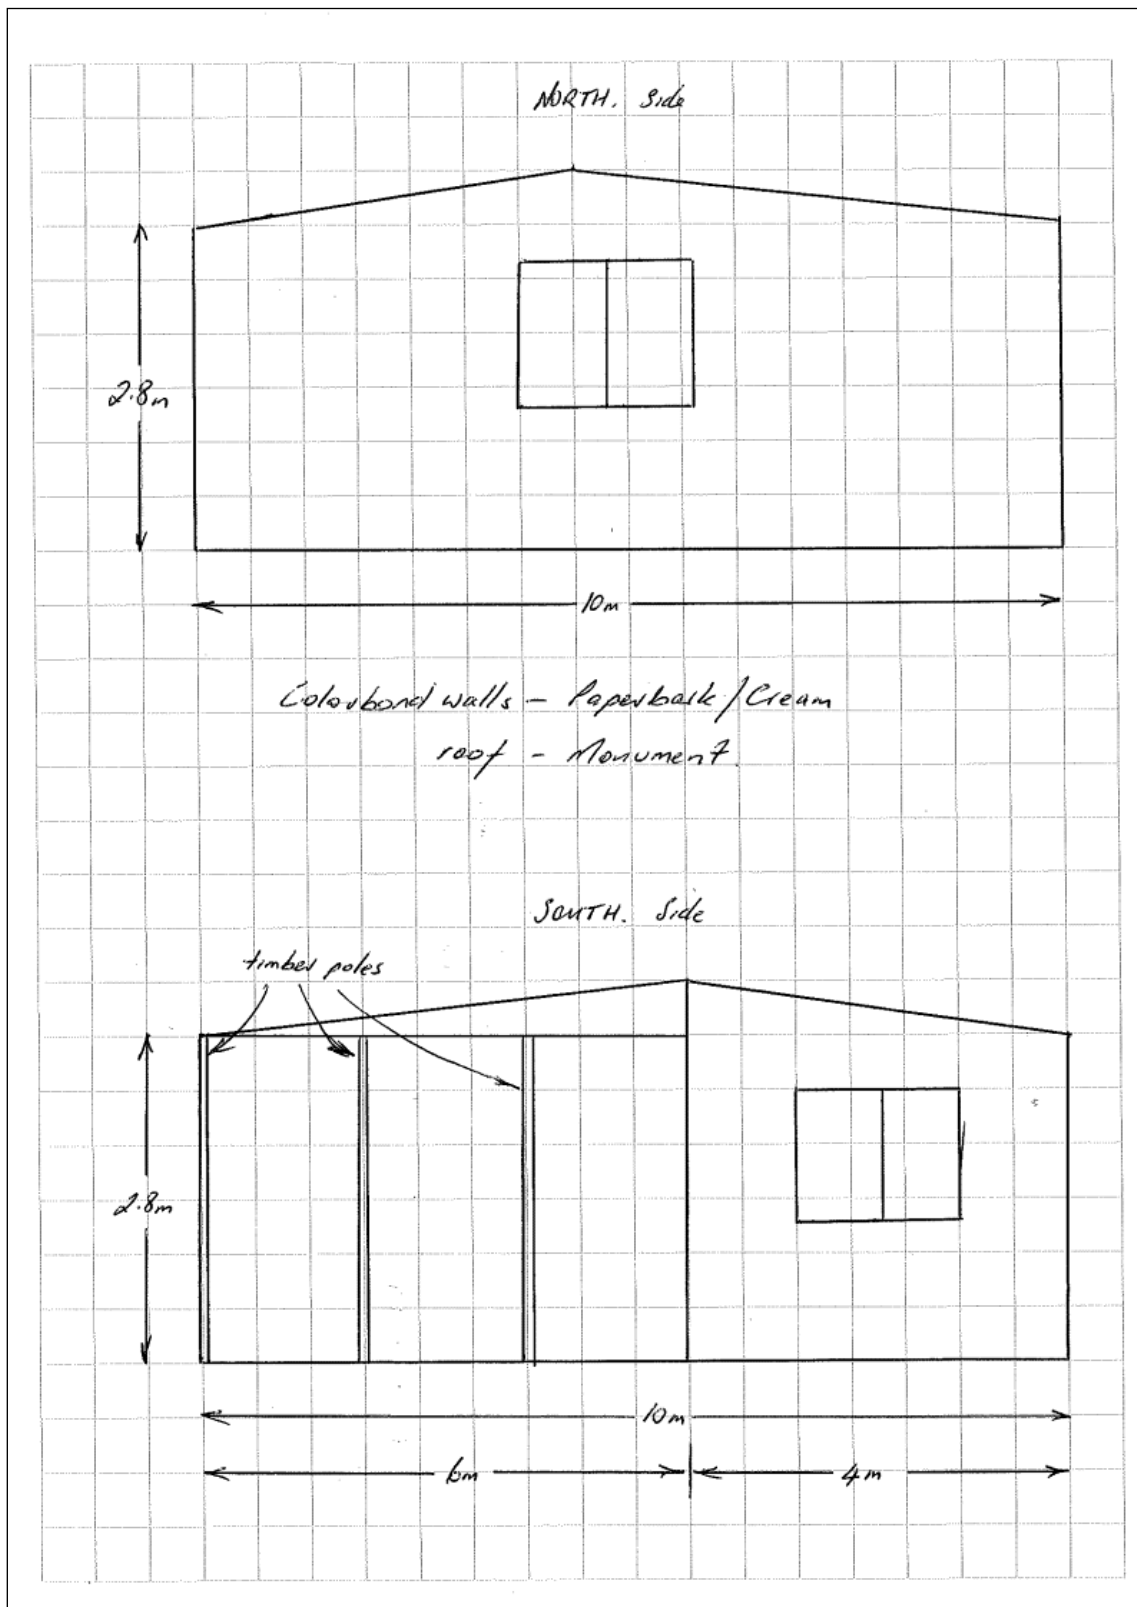 NORTH. Side
2.8m
10m
Colorbond walls - Paperbark/Cream
roof - Monument.
SOUTH. Side
timber poles
2.8m
10m
6m
4m